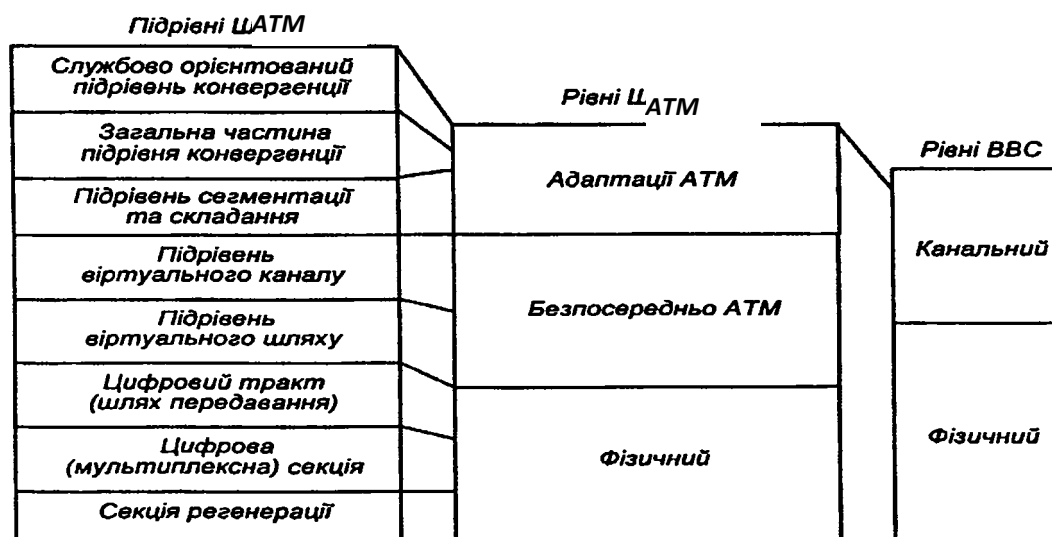 Підрівні ШАТМ
Службово орієнтований
підрівень конвергенції
Загальна частина
підрівня конвергенції
Підрівень сегментації
та складання
Підрівень
віртуального каналу
Підрівень
віртуального шляху
Цифровий тракт
(шлях передавання)
Цифрова
(мультиплексна) секція
Секція регенерації
Рівні ШАТМ
Адаптації АТМ
Безпосередньо АТМ
Фізичний
Рівні ВВС
Канальний
Фізичний